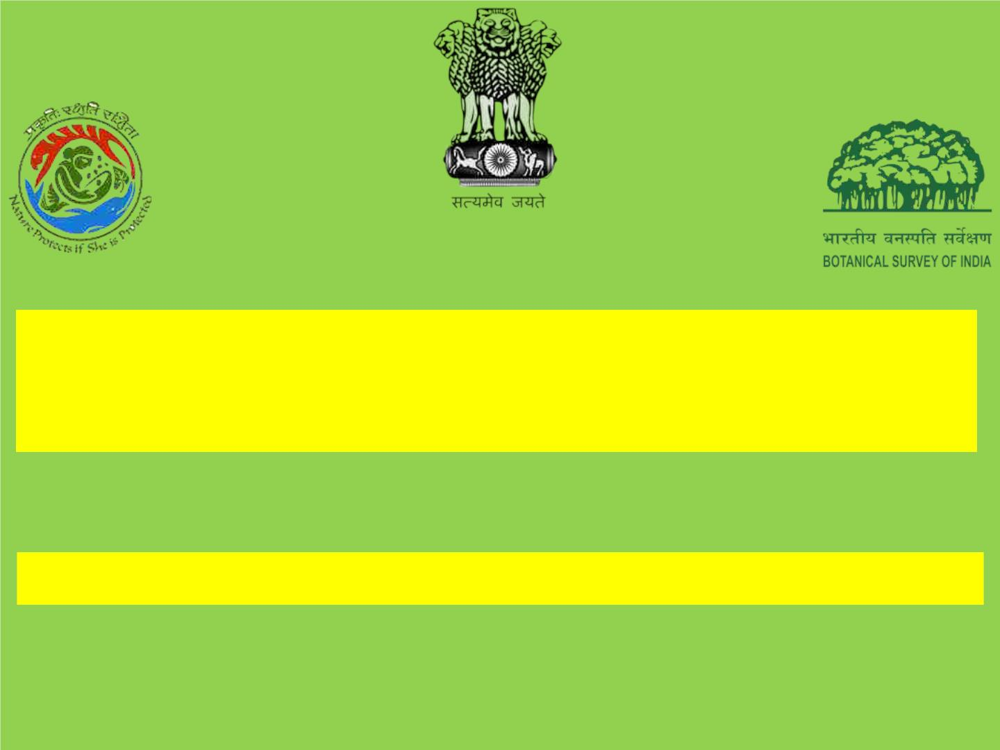 प्रकृतिः रक्षति रक्षिता
Nature Protects if She is Protected
सत्यमेव जयते
भारतीय वनस्पति सर्वेक्षण
BOTANICAL SURVEY OF INDIA